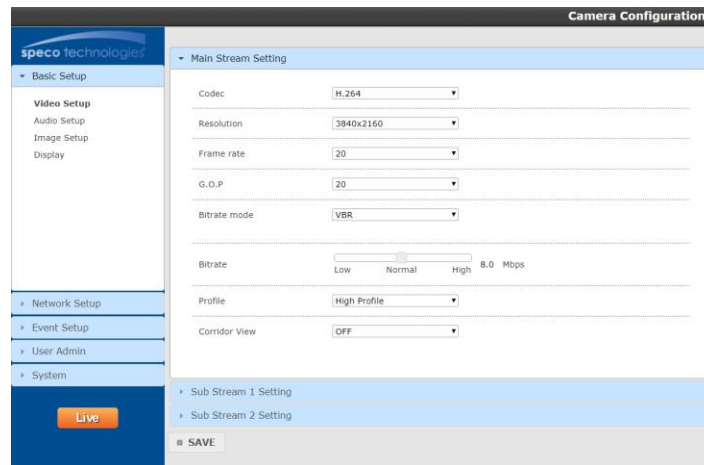 Camera Configuration
speco technologies
Basic Setup
Video Setup
Audio Setup
Image Setup
Display
Network Setup
Event Setup
User Admin
System
Live
Main Stream Setting
Codec H.264
Resolution 3840x2160
Frame rate 20
G.O.P 20
Bitrate mode VBR
Bitrate 8.0 Mbps
Low Normal High
Profile High Profile
Corridor View OFF
Sub Stream 1 Setting
Sub Stream 2 Setting
SAVE